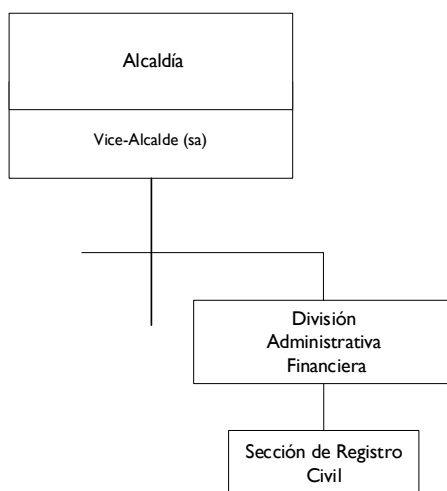 Alcaldía
Vice-Alcalde (sa)
División
Administrativa
Financiera
Sección de Registro
Civil